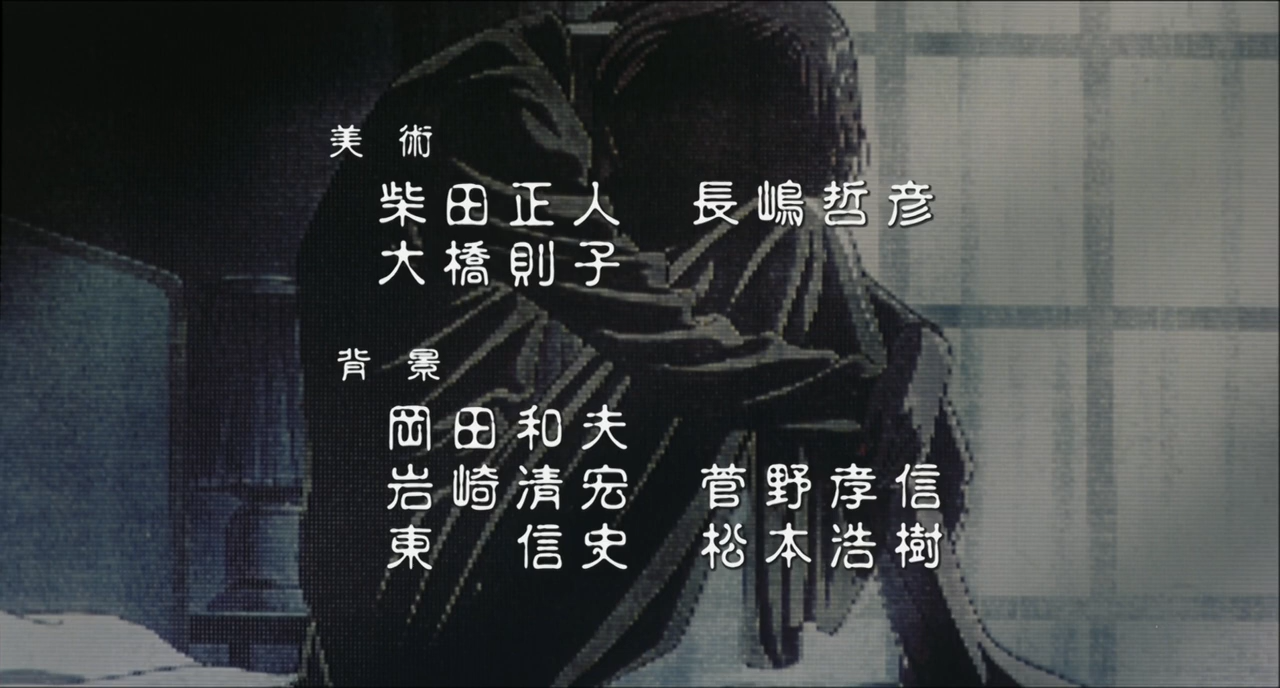 美術
柴田正人　長嶋哲彦
大橋則子
背景
岡田和夫
岩崎清宏　菅野孝信
東　信史　松本浩樹